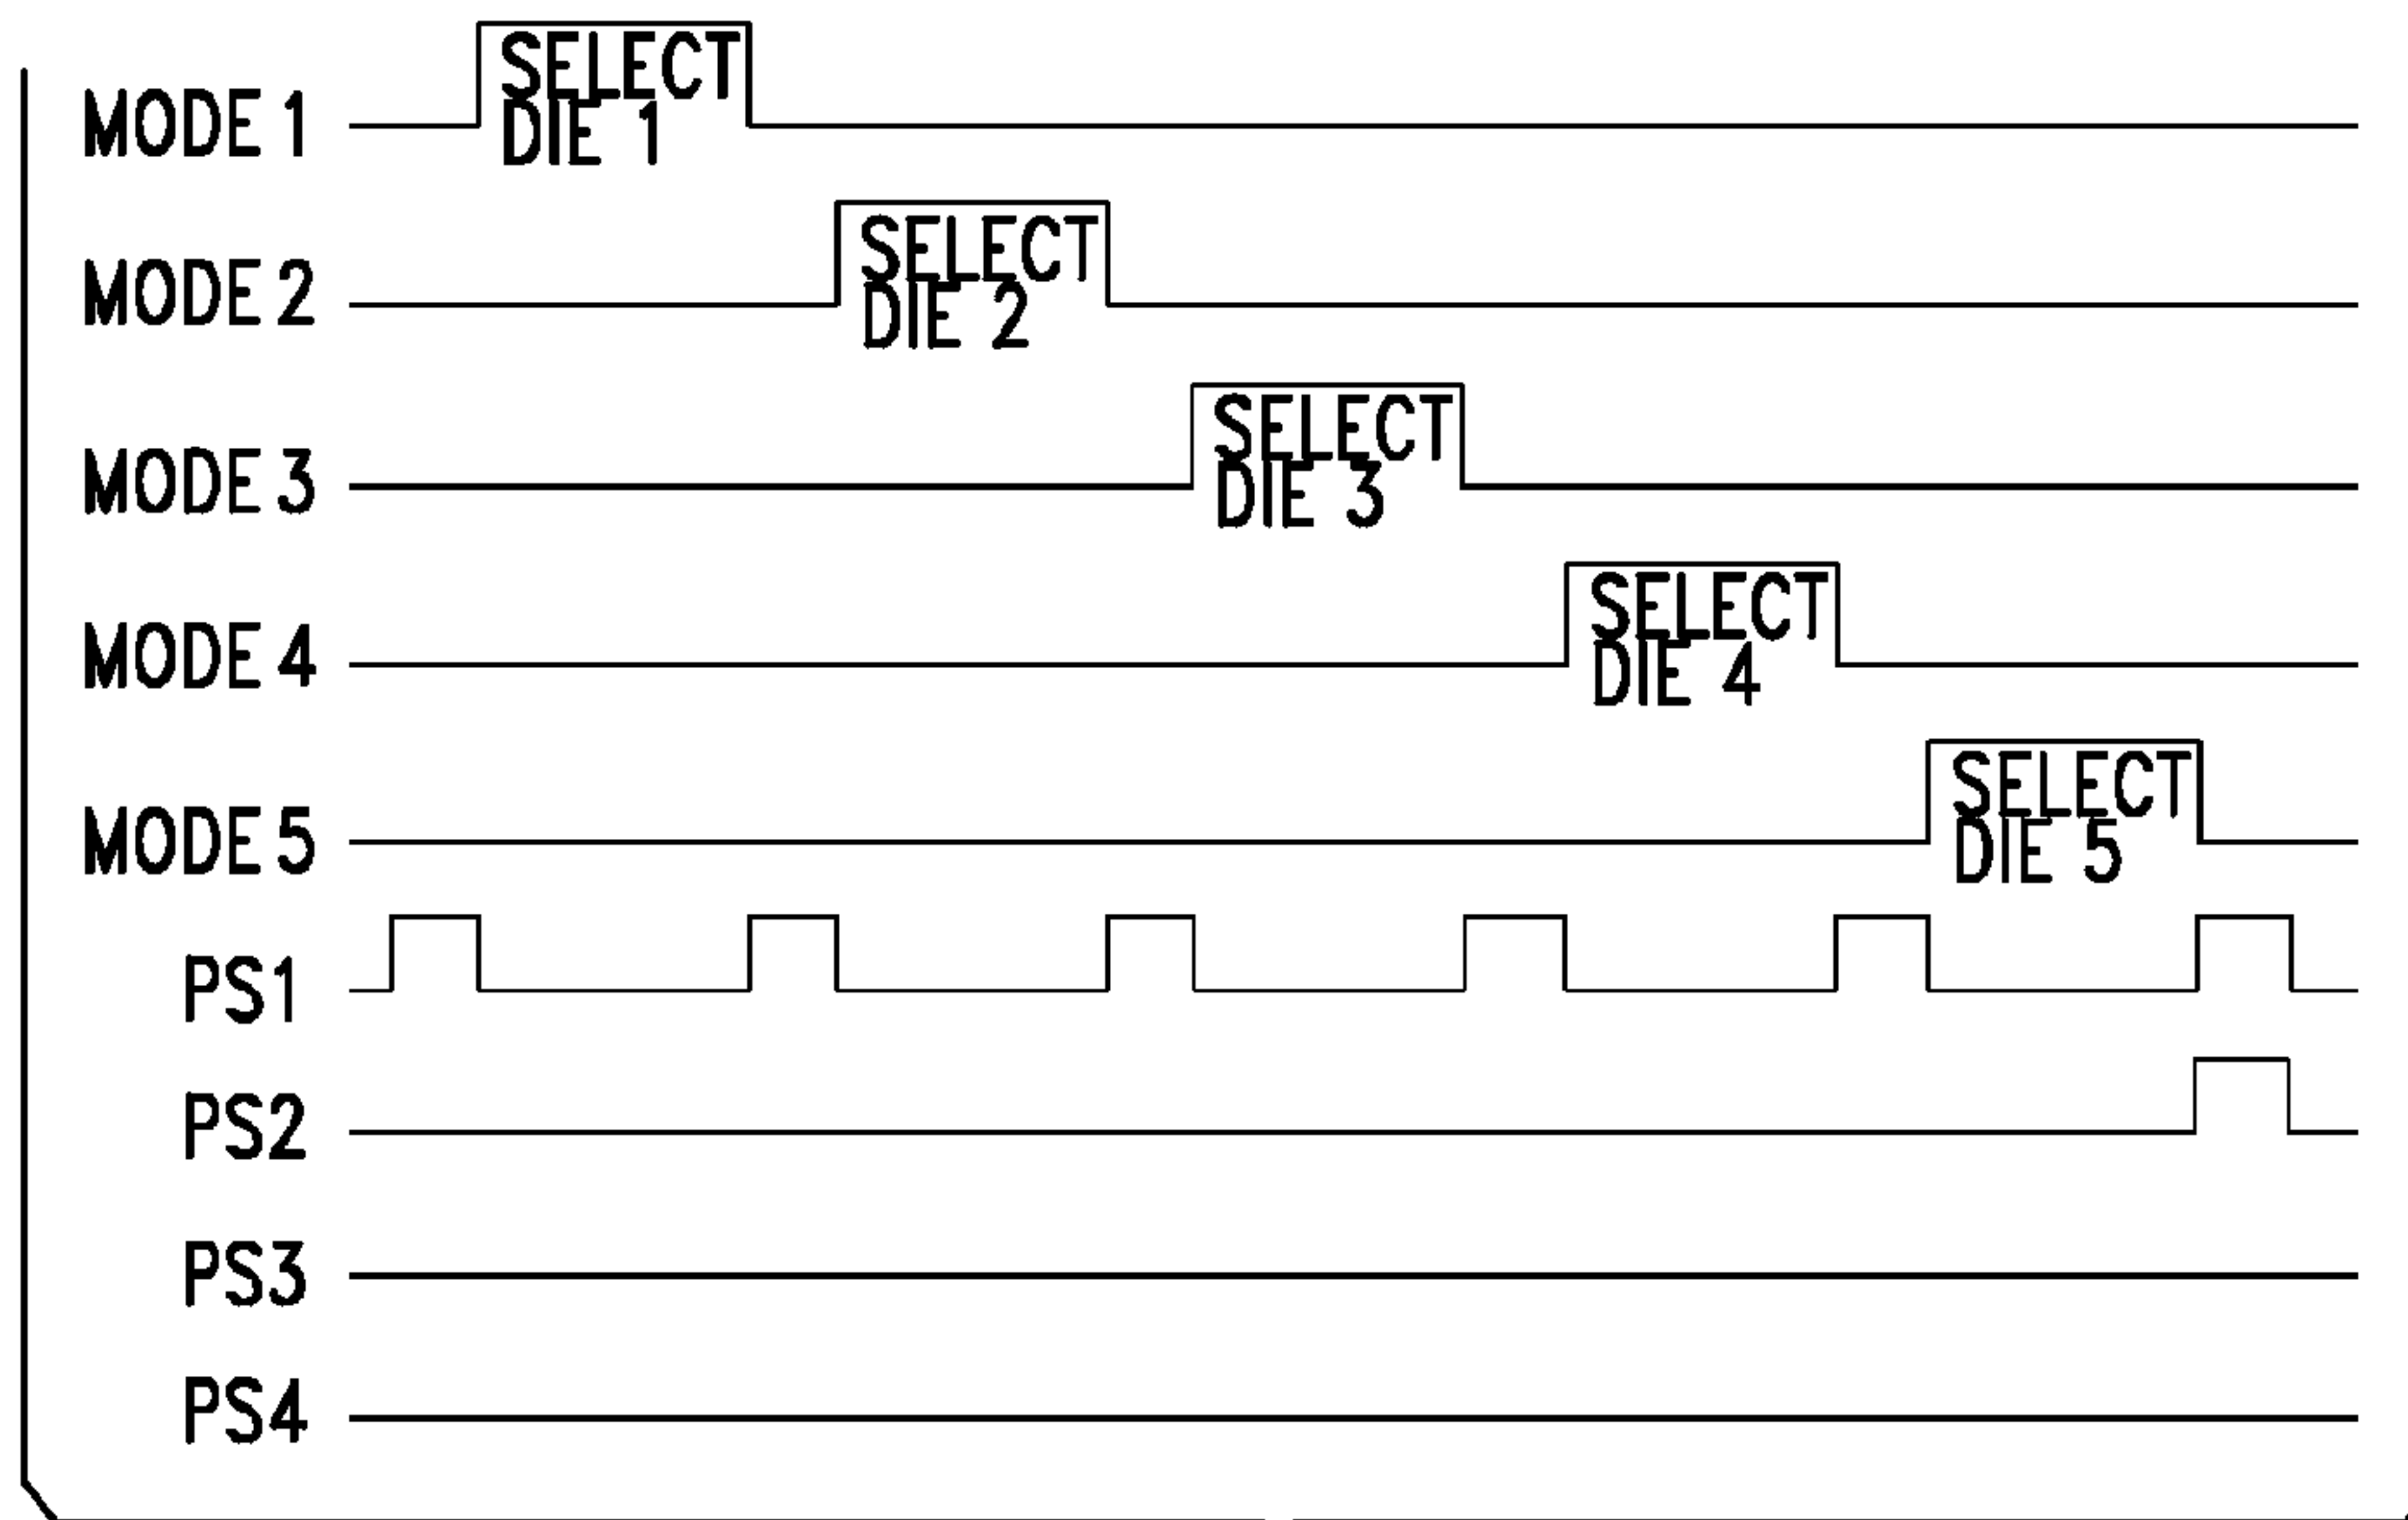 SELECT
DIE 1
MODE 1
SELECT
DIE 2
MODE 2
SELECT
DIE 3
MODE 3
SELECT
DIE 4
MODE 4
SELECT
DIE 5
MODE 5
PS1
PS2
PS3
PS4